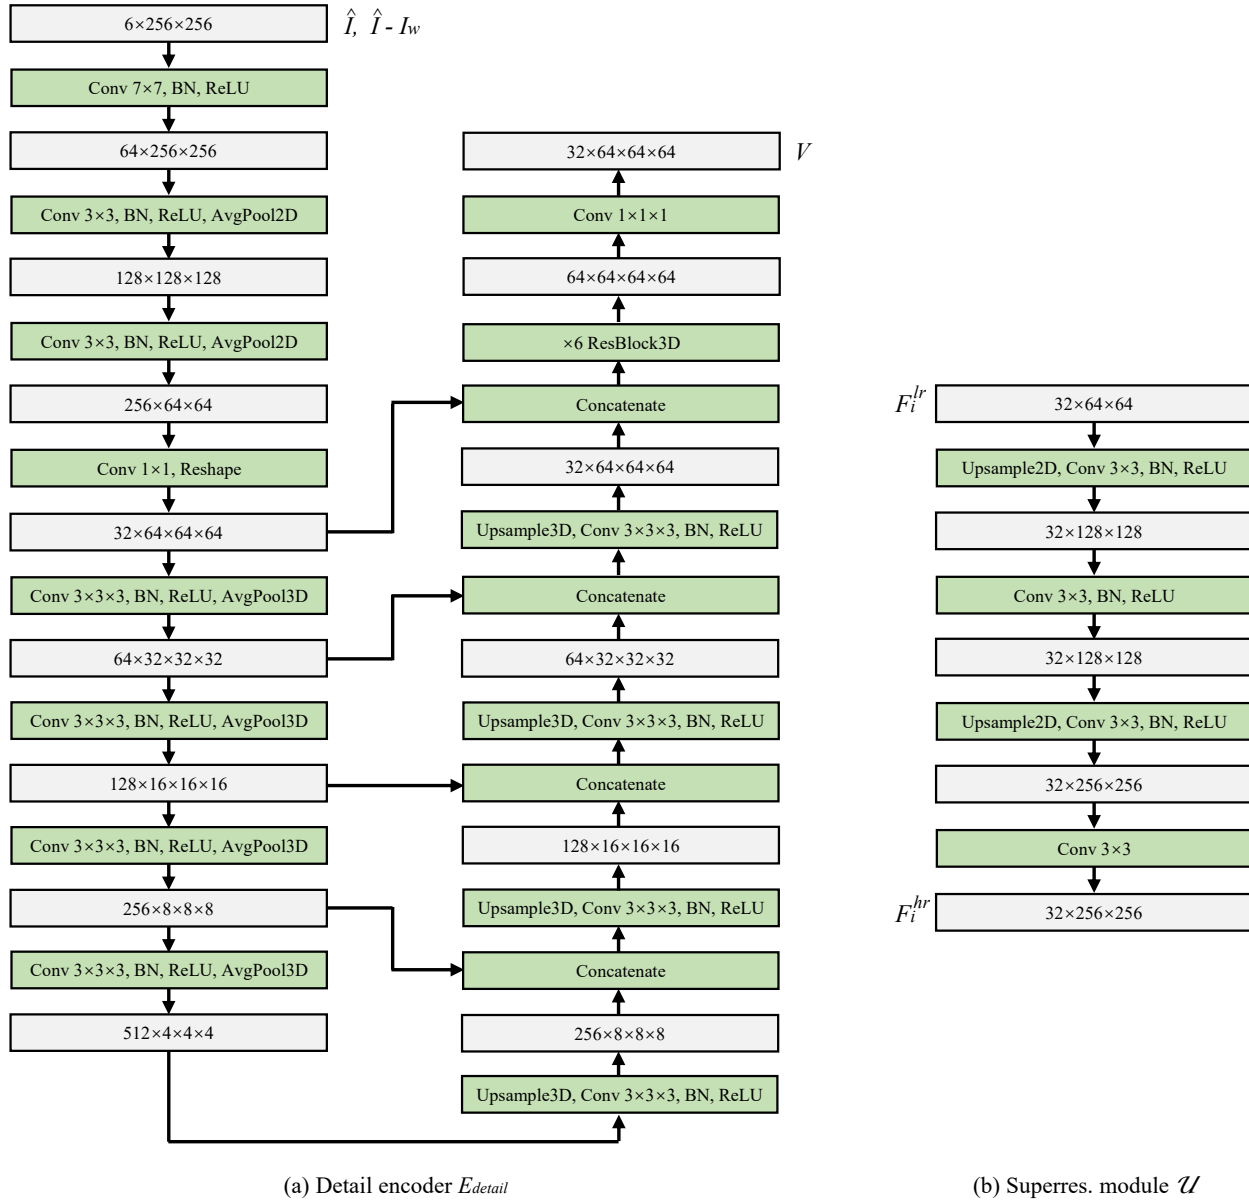 6×256×256
Î, Î - Iw
Conv 7×7, BN, ReLU
64×256×256
Conv 3×3, BN, ReLU, AvgPool2D
128×128×128
Conv 3×3, BN, ReLU, AvgPool2D
256×64×64
Conv 1×1, Reshape
32×64×64×64
Conv 3×3×3, BN, ReLU, AvgPool3D
64×32×32×32
Conv 3×3×3, BN, ReLU, AvgPool3D
128×16×16×16
Conv 3×3×3, BN, ReLU, AvgPool3D
256×8×8×8
Conv 3×3×3, BN, ReLU, AvgPool3D
512×4×4×4
32×64×64×64
V
Conv 1×1×1
64×64×64×64
×6 ResBlock3D
Concatenate
32×64×64×64
Upsample3D, Conv 3×3×3, BN, ReLU
Concatenate
64×32×32×32
Upsample3D, Conv 3×3×3, BN, ReLU
Concatenate
128×16×16×16
Upsample3D, Conv 3×3×3, BN, ReLU
Concatenate
256×8×8×8
Upsample3D, Conv 3×3×3, BN, ReLU
(a) Detail encoder Edetail
F_i^lr
32×64×64
Upsample2D, Conv 3×3, BN, ReLU
32×128×128
Conv 3×3, BN, ReLU
32×128×128
Upsample2D, Conv 3×3, BN, ReLU
32×256×256
Conv 3×3
F_i^hr
32×256×256
(b) Superres. module 𝒰